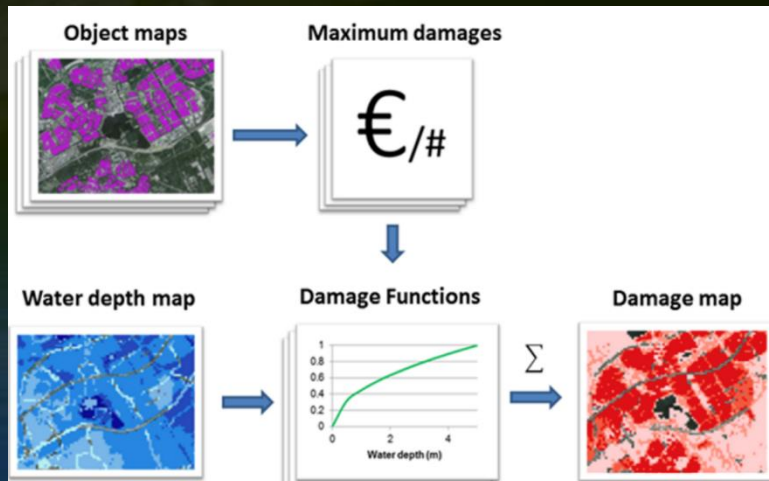 Object maps
Maximum damages
€/#
Water depth map
Damage Functions
Damage map
1
0.8
0.6
0.4
0.2
0
0 2 4
Water depth (m)
∑